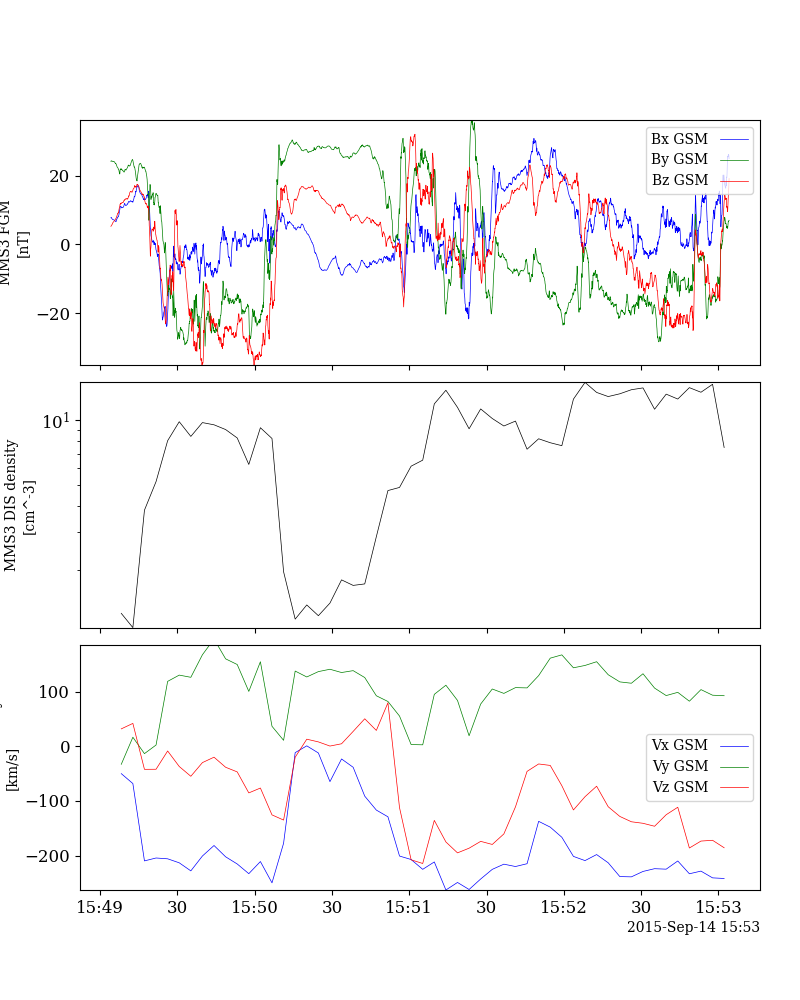 MMS3 FGM
[nT]
20
0
−20
Bx GSM
By GSM
Bz GSM
MMS3 DIS density
[cm^-3]
10^1
[km/s]
100
0
−100
−200
Vx GSM
Vy GSM
Vz GSM
15:49 30 15:50 30 15:51 30 15:52 30 15:53
2015-Sep-14 15:53